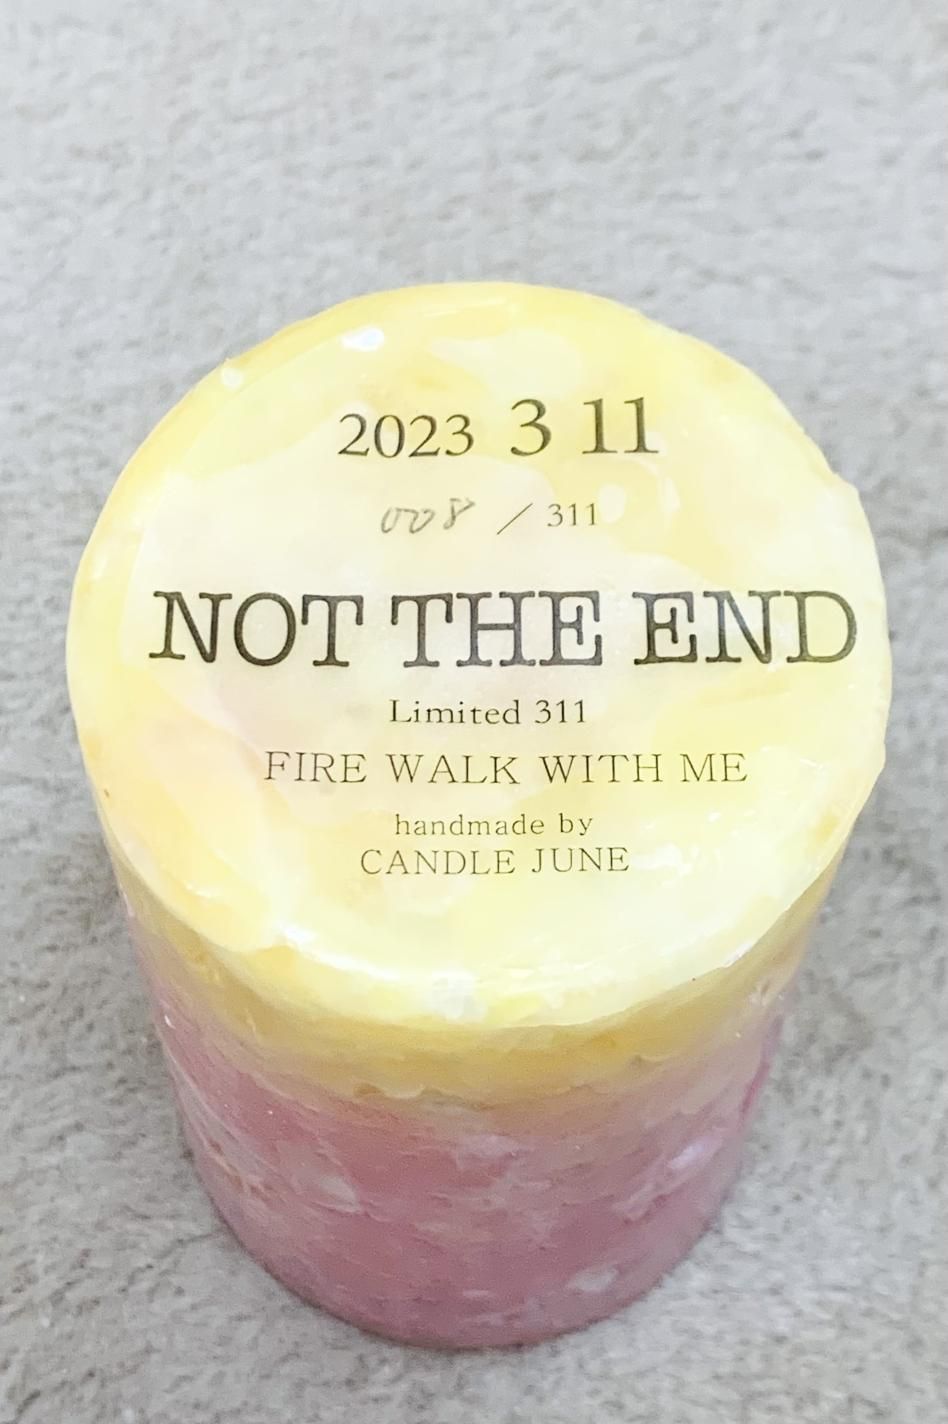 2023 3 11
008 / 311
NOT THE END
Limited 311
FIRE WALK WITH ME
handmade by
CANDLE JUNE